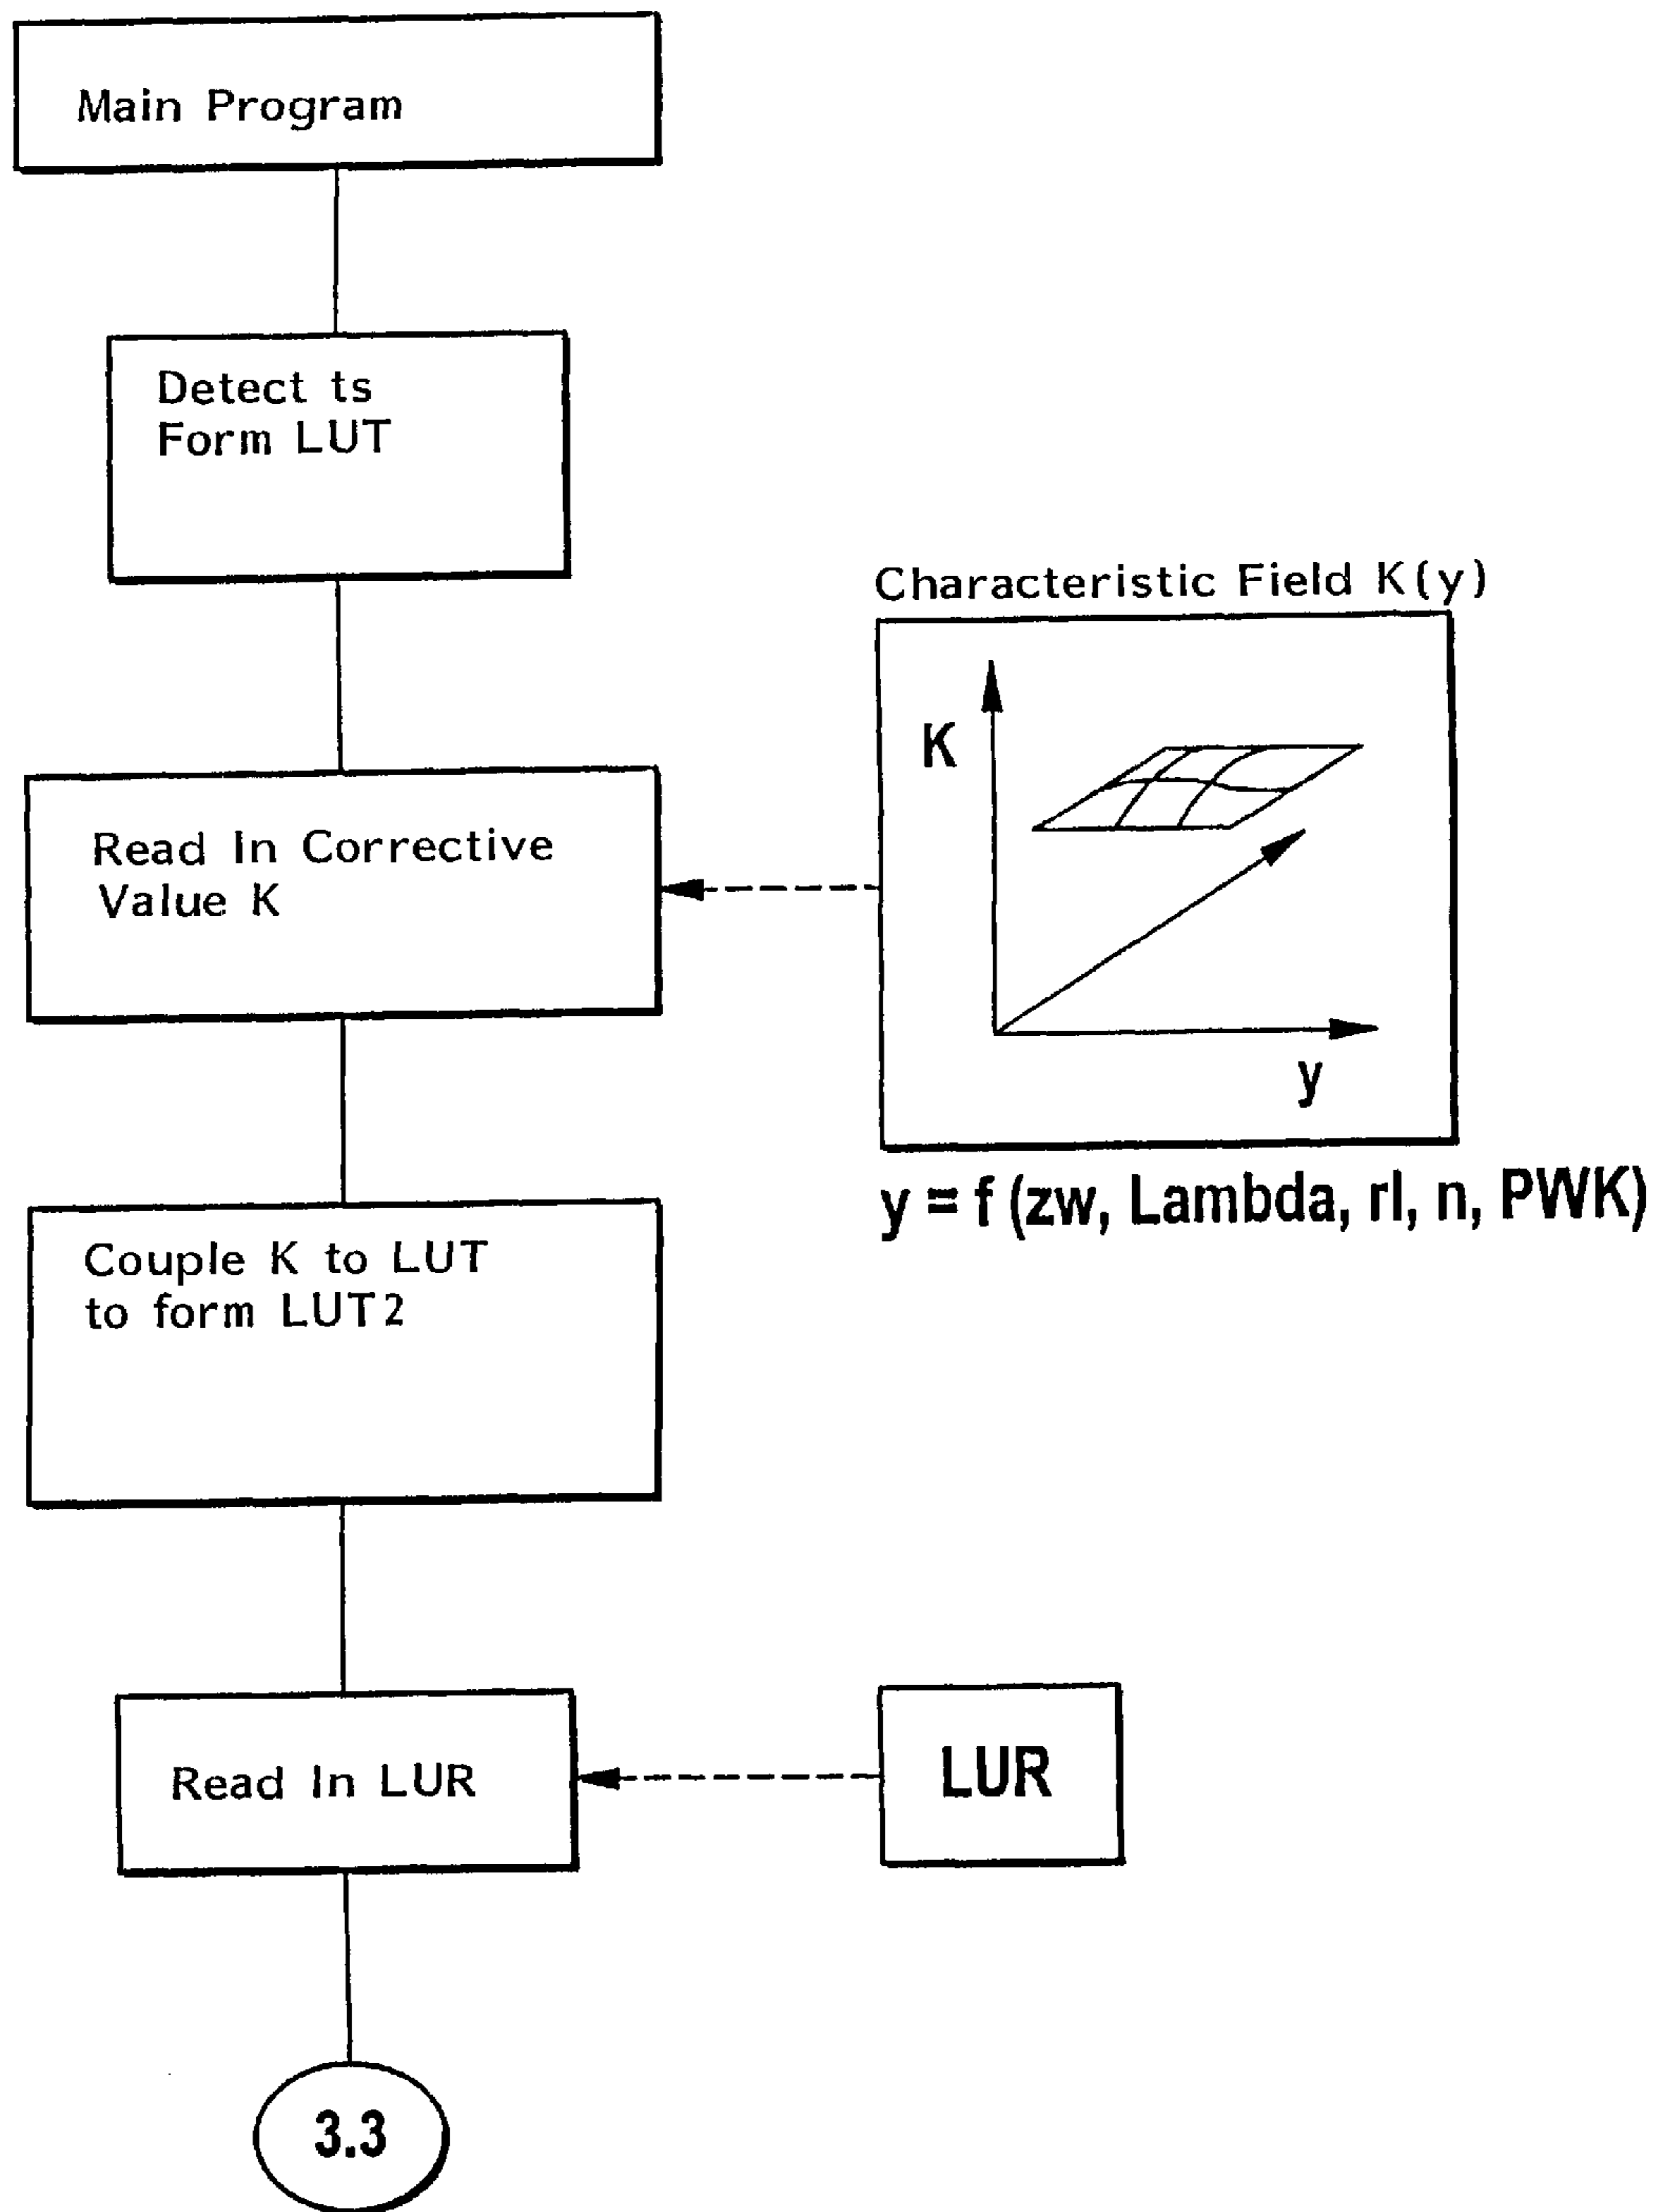 Main Program
Detect ts
Form LUT
Characteristic Field K(y)
K
y
Read In Corrective
Value K
y = f (zw, Lambda, rl, n, PWK)
Couple K to LUT
to form LUT2
Read In LUR
LUR
3.3